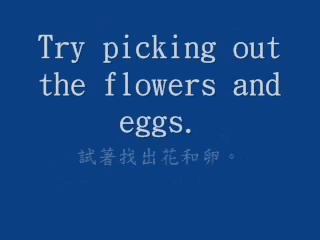 Try picking out
the flowers and
eggs.
試著找出花和卵。